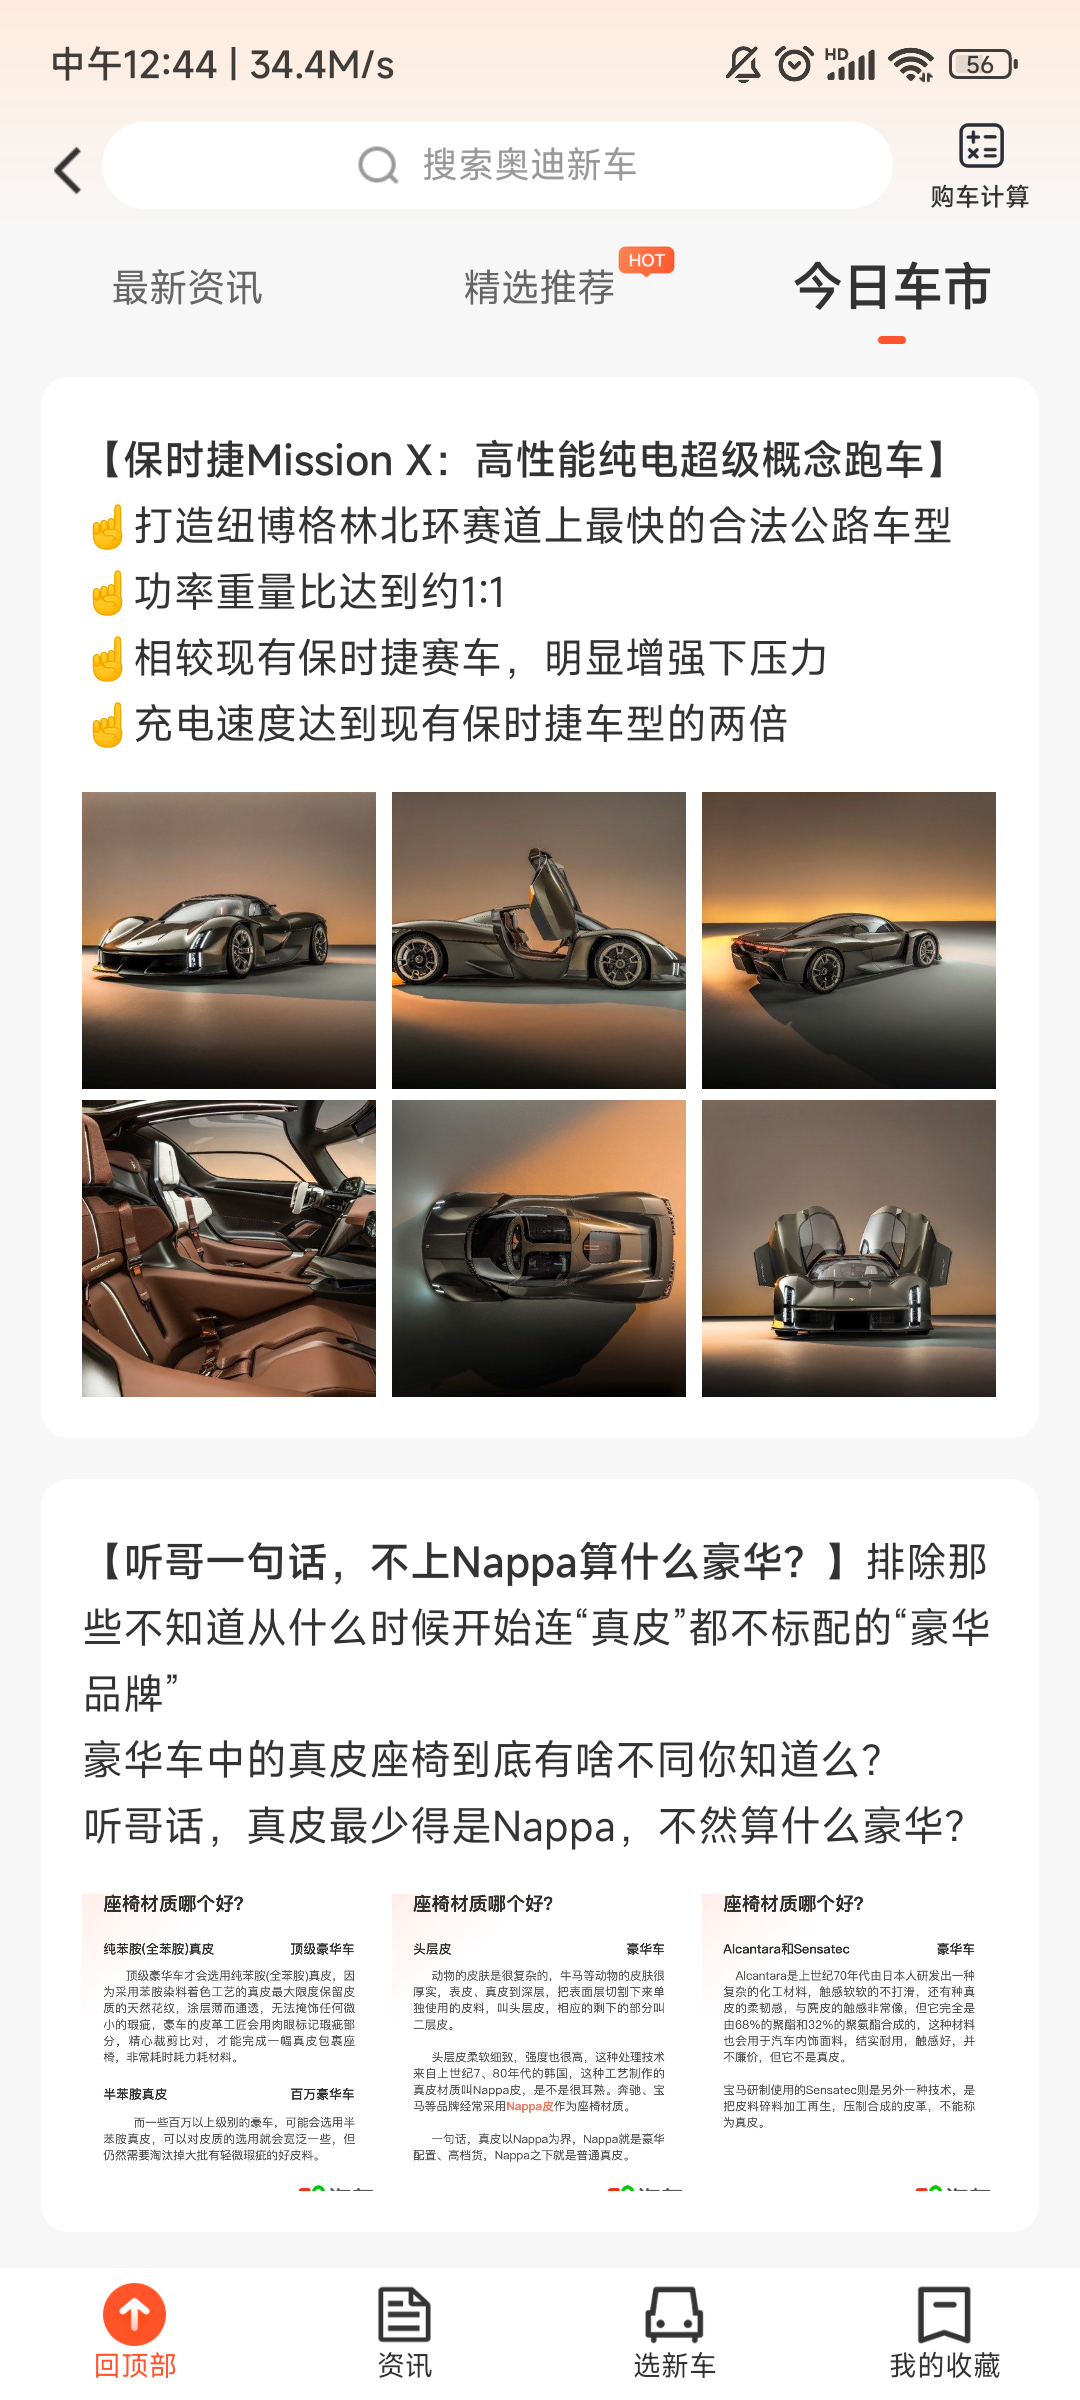 中午12:44 | 34.4M/s
HD
56
搜索奥迪新车
购车计算
最新资讯
精选推荐
HOT
今日车市
【保时捷Mission X：高性能纯电超级概念跑车】
☝打造纽博格林北环赛道上最快的合法公路车型
☝功率重量比达到约1:1
☝相较现有保时捷赛车，明显增强下压力
☝充电速度达到现有保时捷车型的两倍
【听哥一句话，不上Nappa算什么豪华？】排除那
些不知道从什么时候开始连“真皮”都不标配的“豪华
品牌”
豪华车中的真皮座椅到底有啥不同你知道么？
听哥话，真皮最少得是Nappa，不然算什么豪华？
座椅材质哪个好?
纯苯胺(全苯胺)真皮 顶级豪华车
顶级豪华车才会选用纯苯胺(全苯胺)真皮，因
为采用苯胺染料着色工艺的真皮最大限度保留皮
质的天然花纹，涂层薄而通透，无法掩饰任何微
小的瑕疵，豪车的皮革工匠会用肉眼标记瑕疵部
分，精心裁剪比对，才能完成一幅真皮包裹座
椅，非常耗时耗力耗材料。
半苯胺真皮 百万豪华车
而一些百万以上级别的豪车，可能会选用半
苯胺真皮，可以对皮质的选用就会宽泛一些，但
仍然需要淘汰掉大批有轻微瑕疵的好皮料。
座椅材质哪个好?
头层皮 豪华车
动物的皮肤是很复杂的，牛马等动物的皮肤很
厚实，表皮、真皮到深层，把表面层切割下来单
独使用的皮料，叫头层皮，相应的剩下的部分叫
二层皮。
头层皮柔软细致，强度也很高，这种处理技术
来自上世纪7、80年代的韩国，这种工艺制作的
真皮材质叫Nappa皮，是不是很耳熟。奔驰、宝
马等品牌经常采用Nappa皮作为座椅材质。
一句话，真皮以Nappa为界，Nappa就是豪华
配置、高档货，Nappa之下就是普通真皮。
座椅材质哪个好?
Alcantara和Sensatec 豪华车
Alcantara是上世纪70年代由日本人研发出一种
复杂的化工材料，触感软软的不打滑，还有种真
皮的柔韧感，与麂皮的触感非常像，但它完全是
由68%的聚酯和32%的聚氨酯合成的，这种材料
也会用于汽车内饰面料，结实耐用，触感好，并
不廉价，但它不是真皮。
宝马研制使用的Sensatec则是另外一种技术，是
把皮料碎料加工再生，压制合成的皮革，不能称
为真皮。
回顶部
资讯
选新车
我的收藏